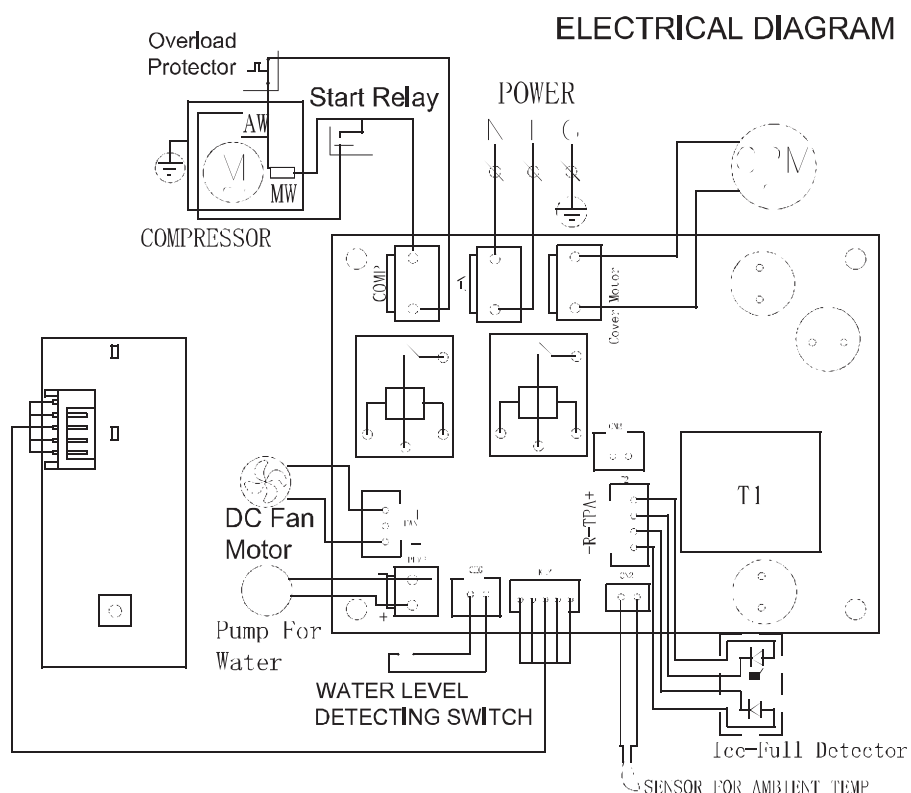 ELECTRICAL DIAGRAM
Overload
Protector
Start Relay
POWER
AW
MW
COMPRESSOR
COMP
Cover Motor
T1
-R-TPA+
DC Fan
Motor
+
Pump For
Water
WATER LEVEL
DETECTING SWITCH
Ice-Full Detector
SENSOR FOR AMBIENT TEMP